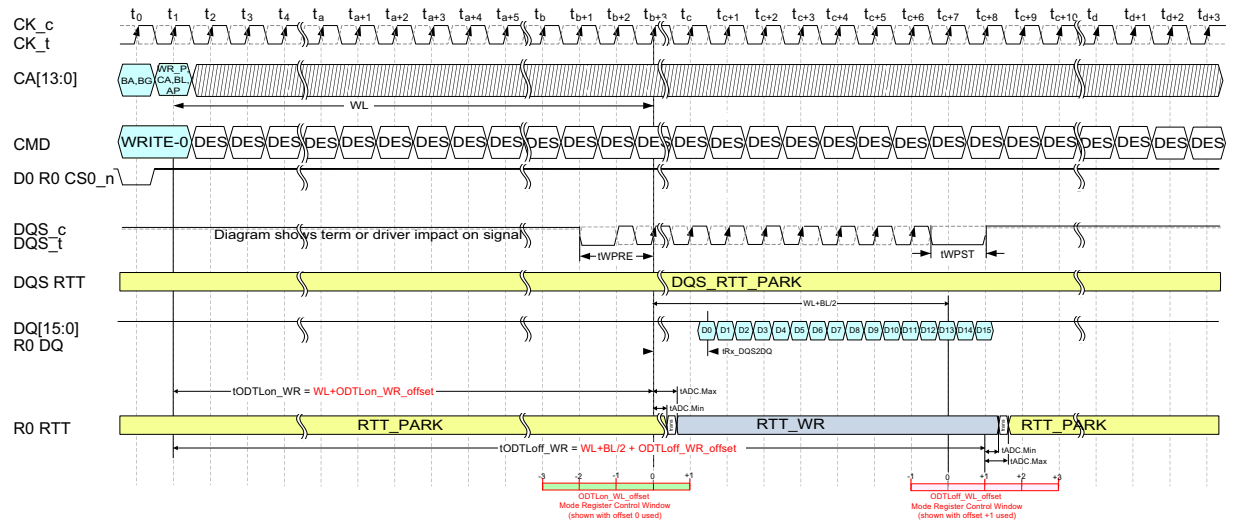 t0 t1 t2 t3 t4 ta ta+1 ta+2 ta+3 ta+4 ta+5 tb tb+1 tb+2 tb+3 tc tc+1 tc+2 tc+3 tc+4 tc+5 tc+6 tc+7 tc+8 tc+9 tc+10 td td+1 td+2 td+3
CK_c
CK_t
CA[13:0]
BA,BG
WR_P
CA,BL,
AP
WL
CMD
WRITE-0 DES DES DES DES DES DES DES DES DES DES DES DES DES DES DES DES DES DES DES DES DES DES DES DES DES DES DES DES
D0 R0 CS0_n
DQS_c
DQS_t
Diagram shows term or driver impact on signal
tWPRE
tWPST
DQS RTT
DQS_RTT_PARK
WL+BL/2
DQ[15:0]
R0 DQ
D0 D1 D2 D3 D4 D5 D6 D7 D8 D9 D10 D11 D12 D13 D14 D15
tRx_DQS2DQ
tODTLon_WR = WL+ODTLon_WR_offset
tADC.Max
tADC.Min
R0 RTT
RTT_PARK
RTT_WR
RTT_PARK
tODTLoff_WR = WL+BL/2 + ODTLoff_WR_offset
tADC.Min
tADC.Max
-3 -2 -1 0 +1
ODTLon_WL_offset
Mode Register Control Window
(shown with offset 0 used)
-1 0 +1 +2 +3
ODTLoff_WL_offset
Mode Register Control Window
(shown with offset +1 used)